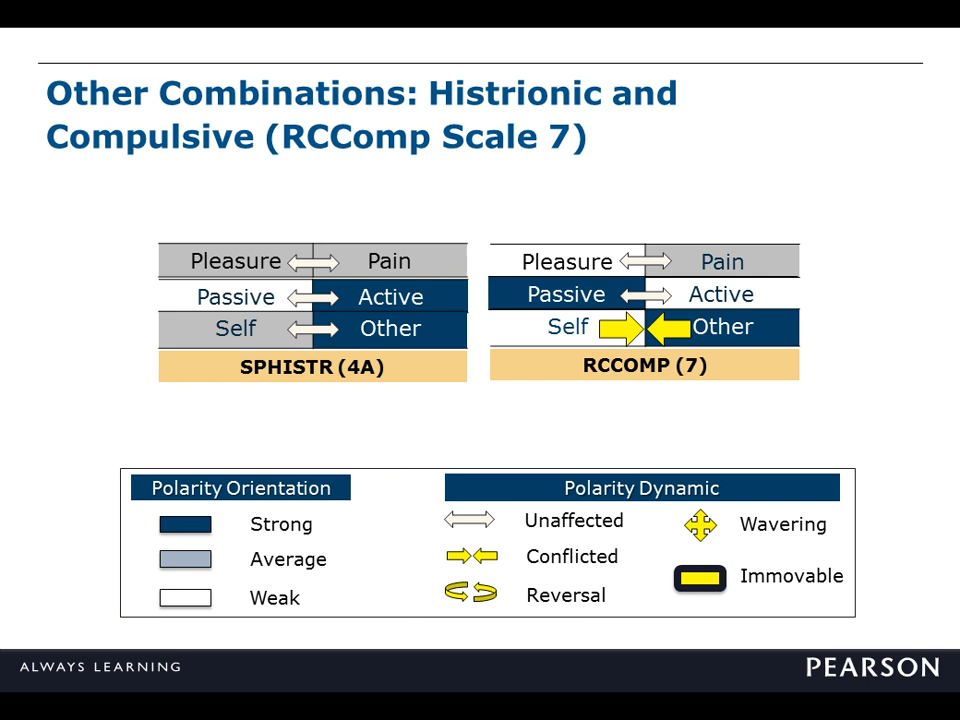 Other Combinations: Histrionic and
Compulsive (RCComp Scale 7)
Pleasure Pain
Passive Active
Self Other
SPHISTR (4A)
Pleasure Pain
Passive Active
Self Other
RCCOMP (7)
Polarity Orientation
Strong
Average
Weak
Polarity Dynamic
Unaffected
Conflicted
Reversal
Wavering
Immovable
ALWAYS LEARNING
PEARSON